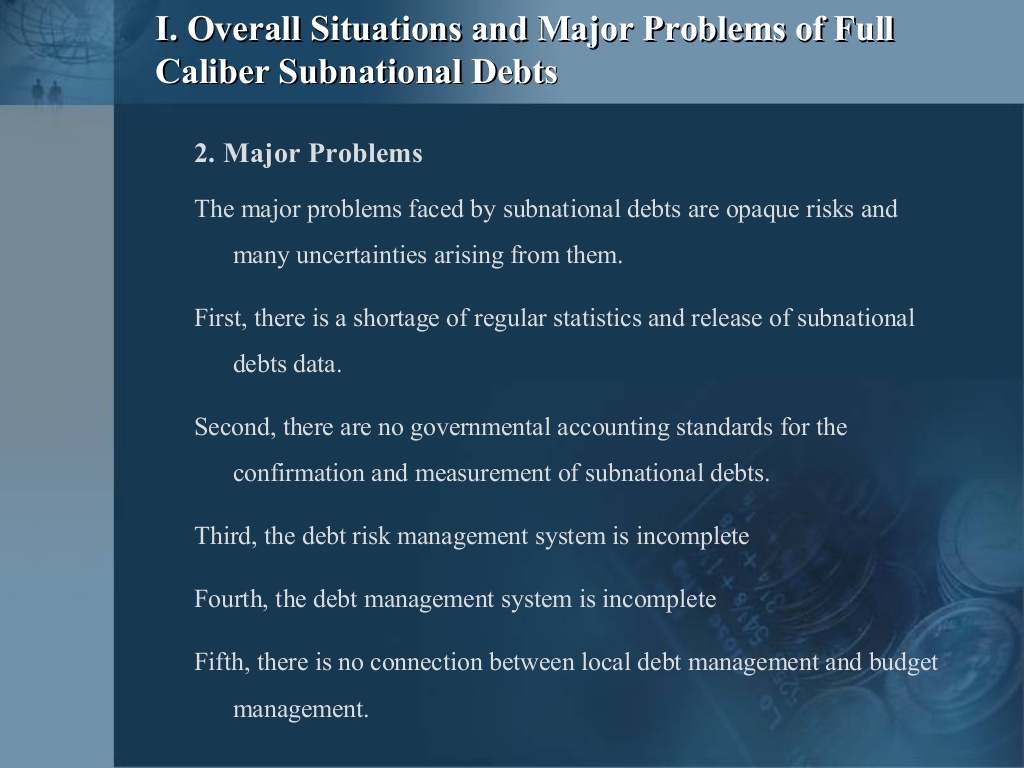 I. Overall Situations and Major Problems of Full
Caliber Subnational Debts
2. Major Problems
The major problems faced by subnational debts are opaque risks and
many uncertainties arising from them.
First, there is a shortage of regular statistics and release of subnational
debts data.
Second, there are no governmental accounting standards for the
confirmation and measurement of subnational debts.
Third, the debt risk management system is incomplete
Fourth, the debt management system is incomplete
Fifth, there is no connection between local debt management and budget
management.